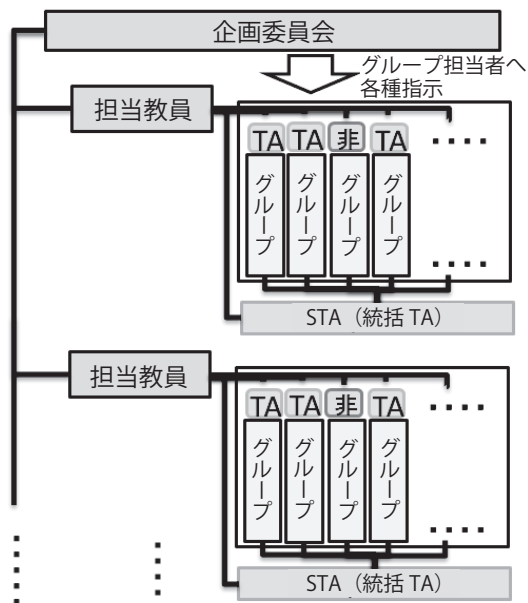 企画委員会
グループ担当者へ
各種指示
担当教員
TA TA 非 TA ････
グループ グループ グループ グループ
････
STA（統括 TA）
担当教員
TA TA 非 TA ････
グループ グループ グループ グループ
････
STA（統括 TA）